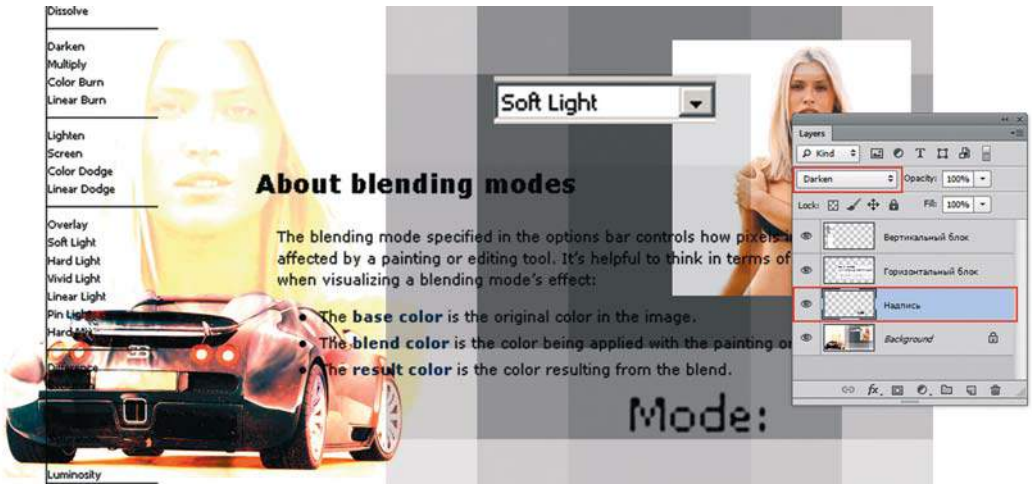 Dissolve
Darken
Multiply
Color Burn
Linear Burn
Lighten
Screen
Color Dodge
Linear Dodge
Overlay
Soft Light
Hard Light
Vivid Light
Linear Light
Pin Light
Hard Mix
Difference
Luminosity
Soft Light
About blending modes
The blending mode specified in the options bar controls how pixels
affected by a painting or editing tool. It's helpful to think in terms of
when visualizing a blending mode's effect:
• The base color is the original color in the image.
• The blend color is the color being applied with the painting or
• The result color is the color resulting from the blend.
Mode:
Layers
Kind
Darken Opacity: 100%
Lock: Fill: 100%
Вертикальный блок
Горизонтальный блок
Надпись
Background